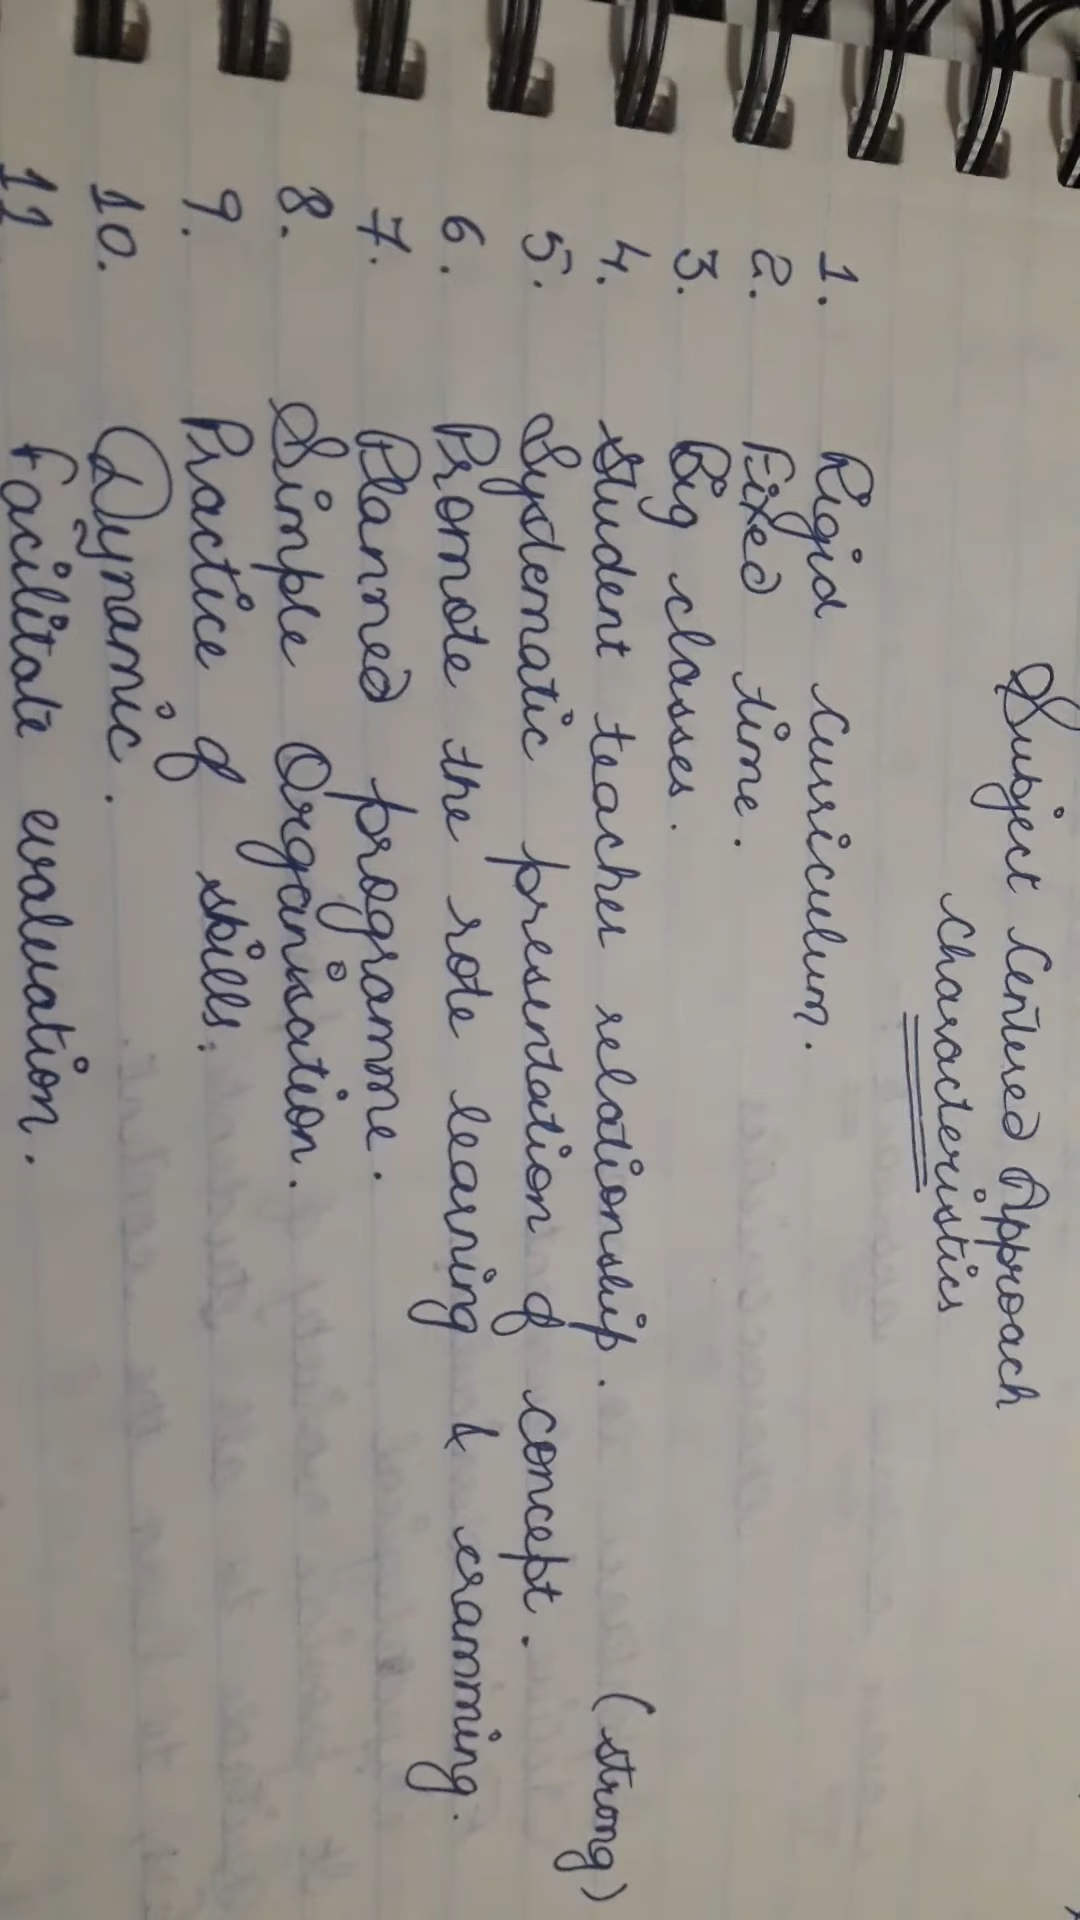 Subject Centered Approach
Characteristics
1. Rigid Curriculum.
2. Fixed time.
3. Big classes.
4. Student teacher relationship. (strong)
5. Systematic presentation of concept.
6. Promote the rote learning & cramming.
7. Planned programme.
8. Simple Organisation.
9. Practice of skills.
10. Dynamic.
11. Facilitate evaluation.